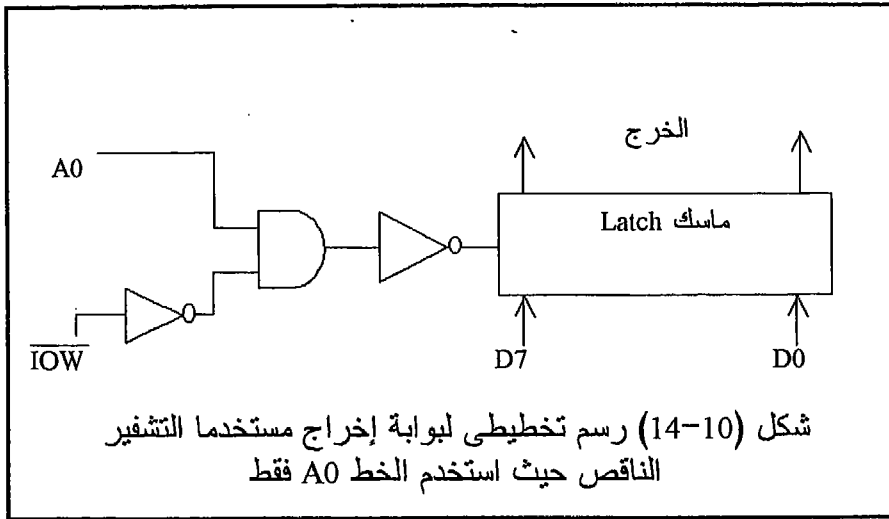 الخرج
A0
ماسك Latch
IOW
D7
D0
شكل (10-14) رسم تخطيطى لبوابة إخراج مستخدما التشفير
الناقص حيث استخدم الخط A0 فقط